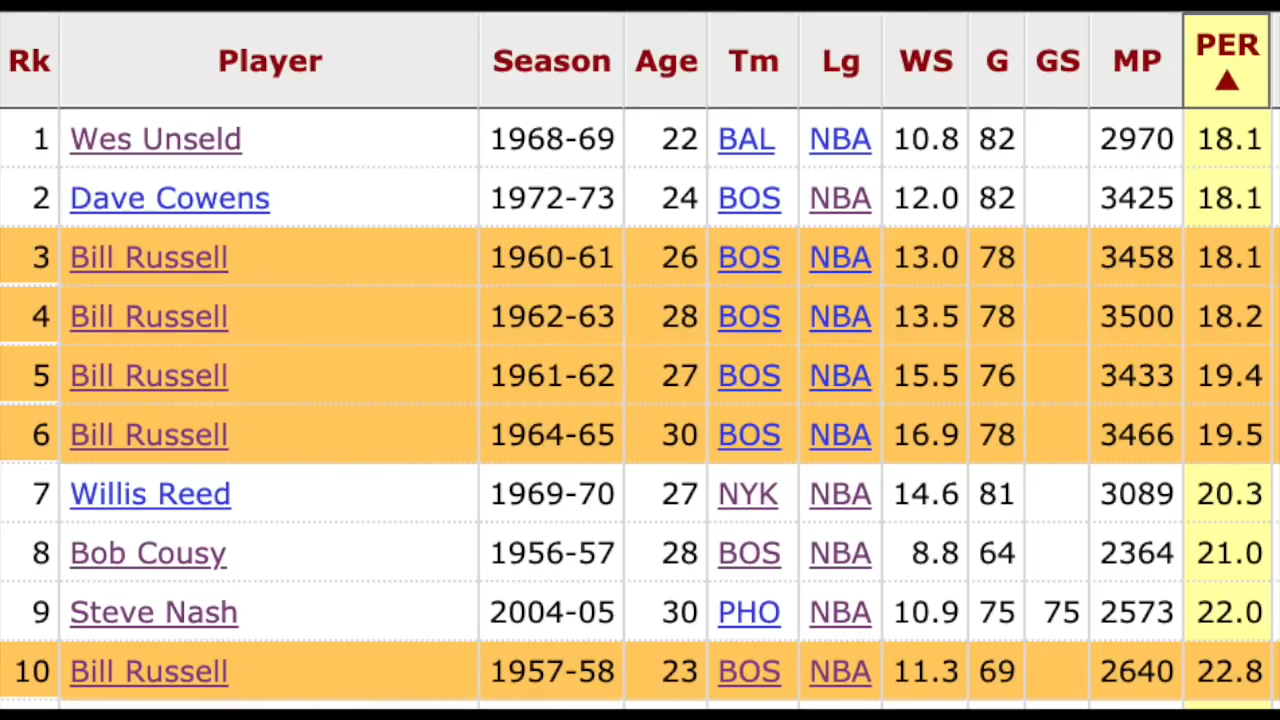 Rk Player Season Age Tm Lg WS G GS MP PER ▲
1 Wes Unseld 1968-69 22 BAL NBA 10.8 82 2970 18.1
2 Dave Cowens 1972-73 24 BOS NBA 12.0 82 3425 18.1
3 Bill Russell 1960-61 26 BOS NBA 13.0 78 3458 18.1
4 Bill Russell 1962-63 28 BOS NBA 13.5 78 3500 18.2
5 Bill Russell 1961-62 27 BOS NBA 15.5 76 3433 19.4
6 Bill Russell 1964-65 30 BOS NBA 16.9 78 3466 19.5
7 Willis Reed 1969-70 27 NYK NBA 14.6 81 3089 20.3
8 Bob Cousy 1956-57 28 BOS NBA 8.8 64 2364 21.0
9 Steve Nash 2004-05 30 PHO NBA 10.9 75 75 2573 22.0
10 Bill Russell 1957-58 23 BOS NBA 11.3 69 2640 22.8